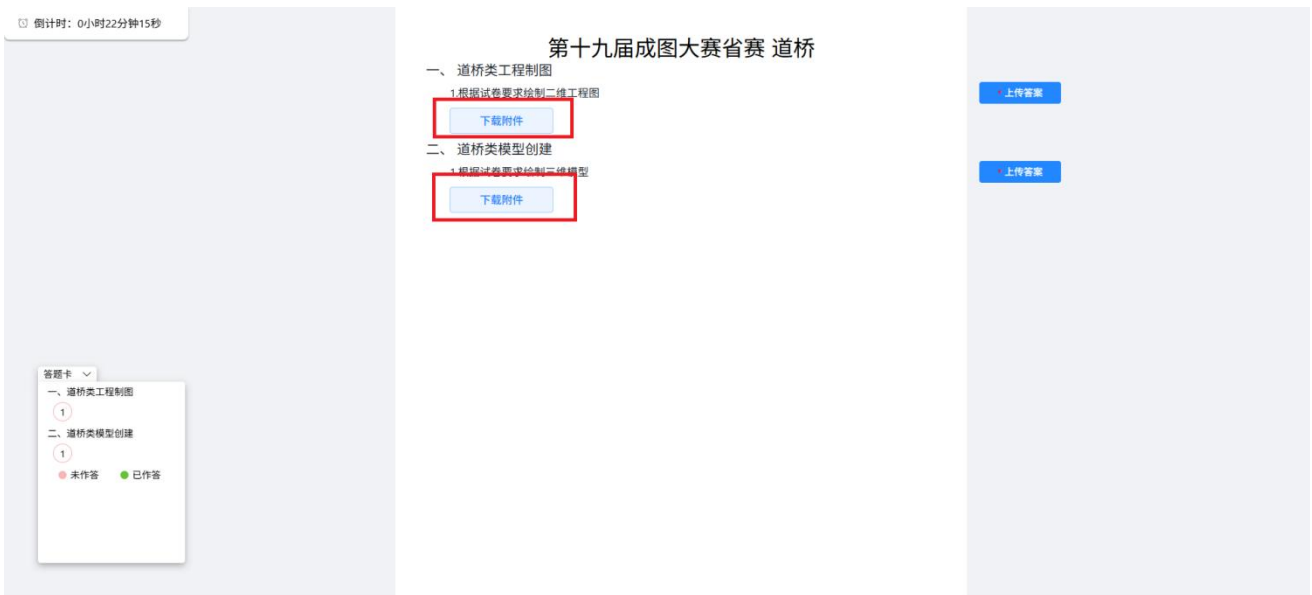 倒计时：0小时22分钟15秒
第十九届成图大赛省赛 道桥
一、 道桥类工程制图
1.根据试卷要求绘制二维工程图
* 上传答案
下载附件
二、 道桥类模型创建
1.根据试卷要求绘制三维模型
* 上传答案
下载附件
答题卡
一、道桥类工程制图
1
二、道桥类模型创建
1
未作答 已作答